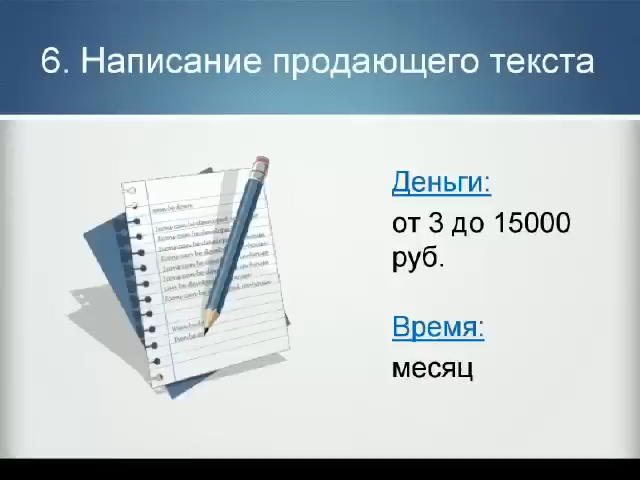 6. Написание продающего текста
Деньги:
от 3 до 15000
руб.
Время:
месяц